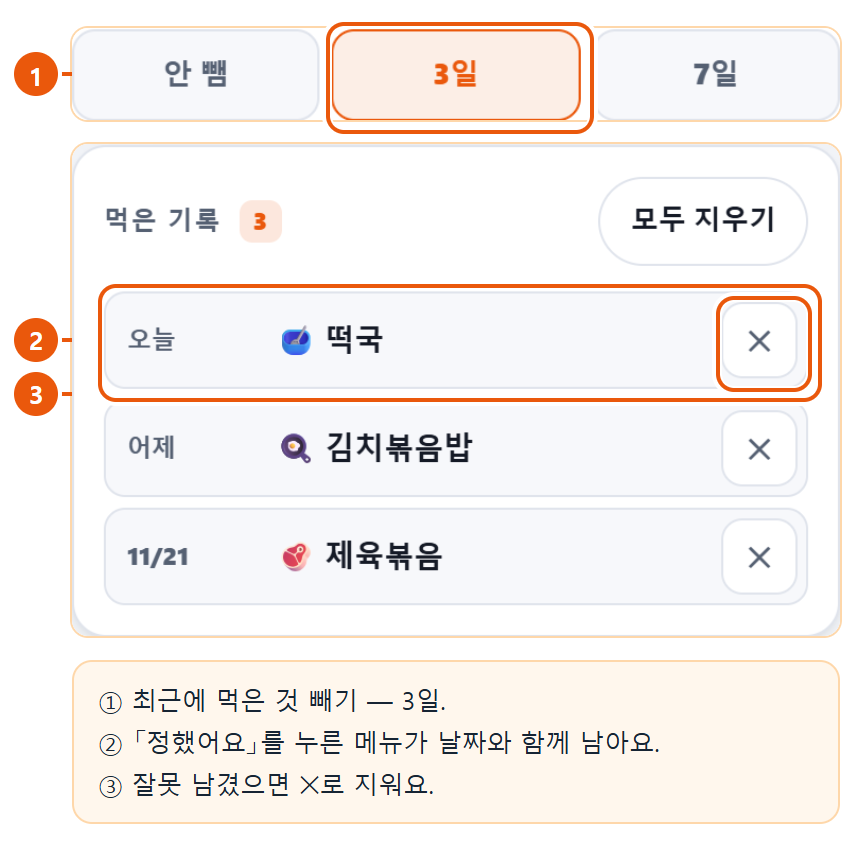 1
안 뺌 3일 7일
먹은 기록 3 모두 지우기
2
오늘 떡국 ×
3
어제 김치볶음밥 ×
11/21 제육볶음 ×
① 최근에 먹은 것 빼기 — 3일.
② 「정했어요」를 누른 메뉴가 날짜와 함께 남아요.
③ 잘못 남겼으면 ✕로 지워요.